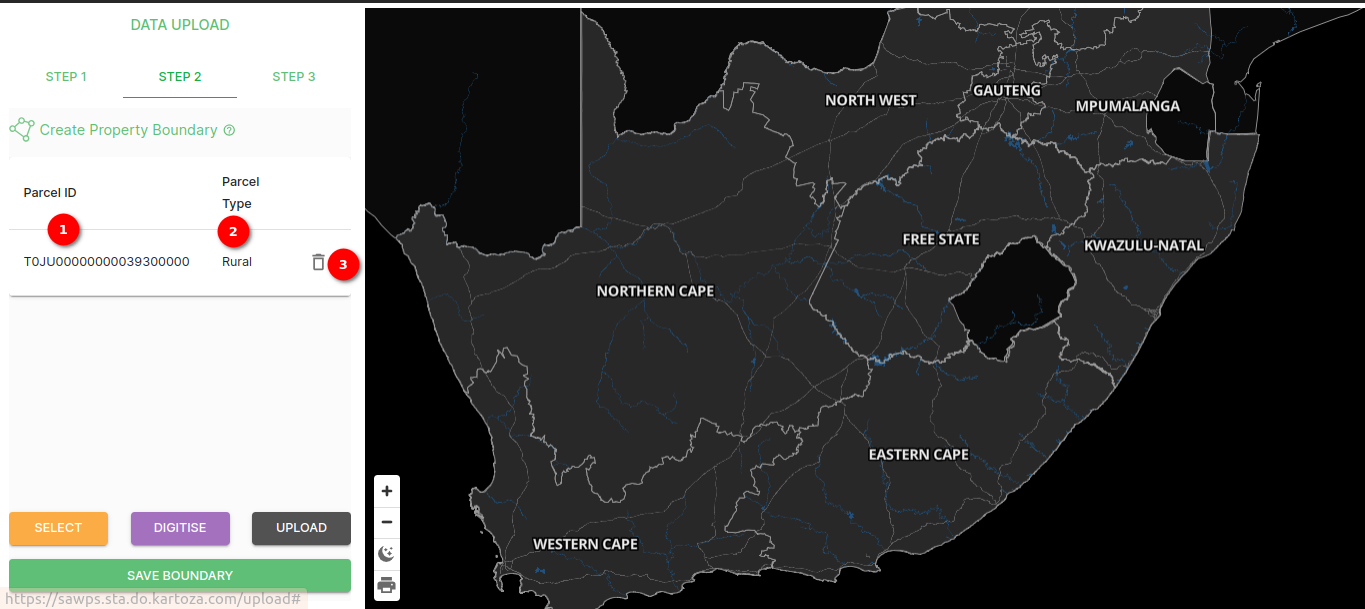 DATA UPLOAD
STEP 1 STEP 2 STEP 3
Create Property Boundary
Parcel ID
Parcel
Type
1
2
T0JU00000000039300000 Rural
3
SELECT DIGITISE UPLOAD
SAVE BOUNDARY
https://sawps.sta.do.kartoza.com/upload#
NORTH WEST
GAUTENG
MPUMALANGA
FREE STATE
KWAZULU-NATAL
NORTHERN CAPE
EASTERN CAPE
WESTERN CAPE